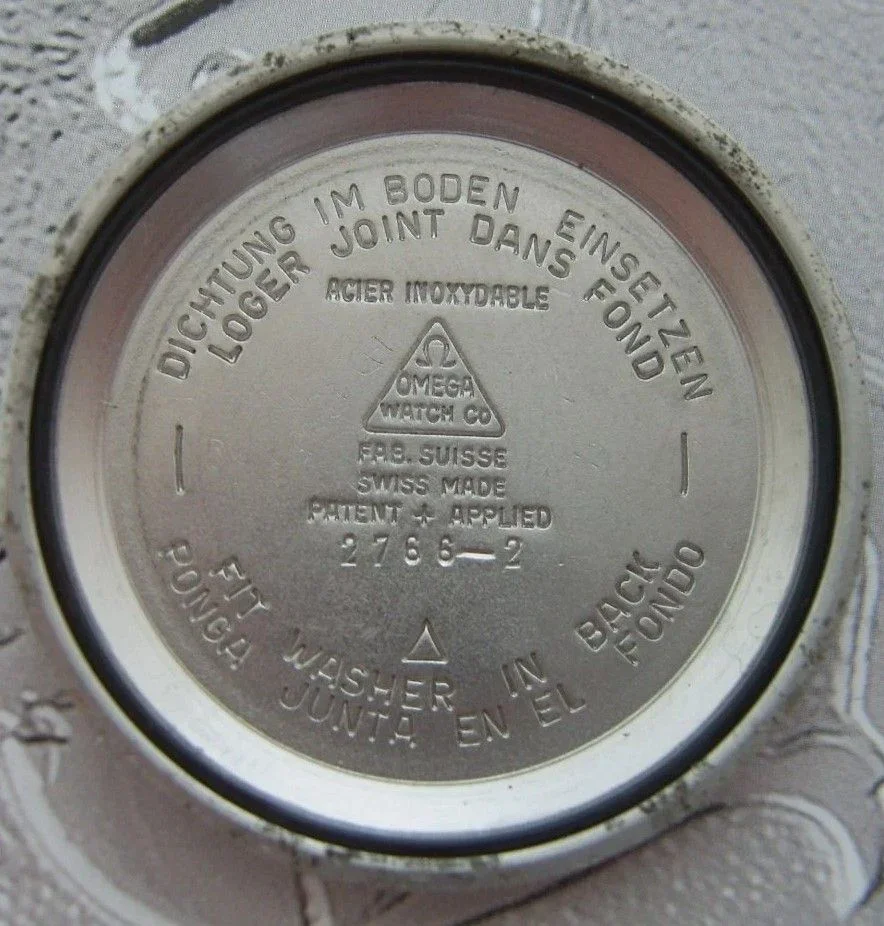 DICHTUNG IM BODEN EINSETZEN
LOGER JOINT DANS FOND
ACIER INOXYDABLE
Ω
OMEGA
WATCH CO
FAB. SUISSE
SWISS MADE
PATENT + APPLIED
2766-2
FIT WASHER IN BACK
PONGA JUNTA EN EL FONDO